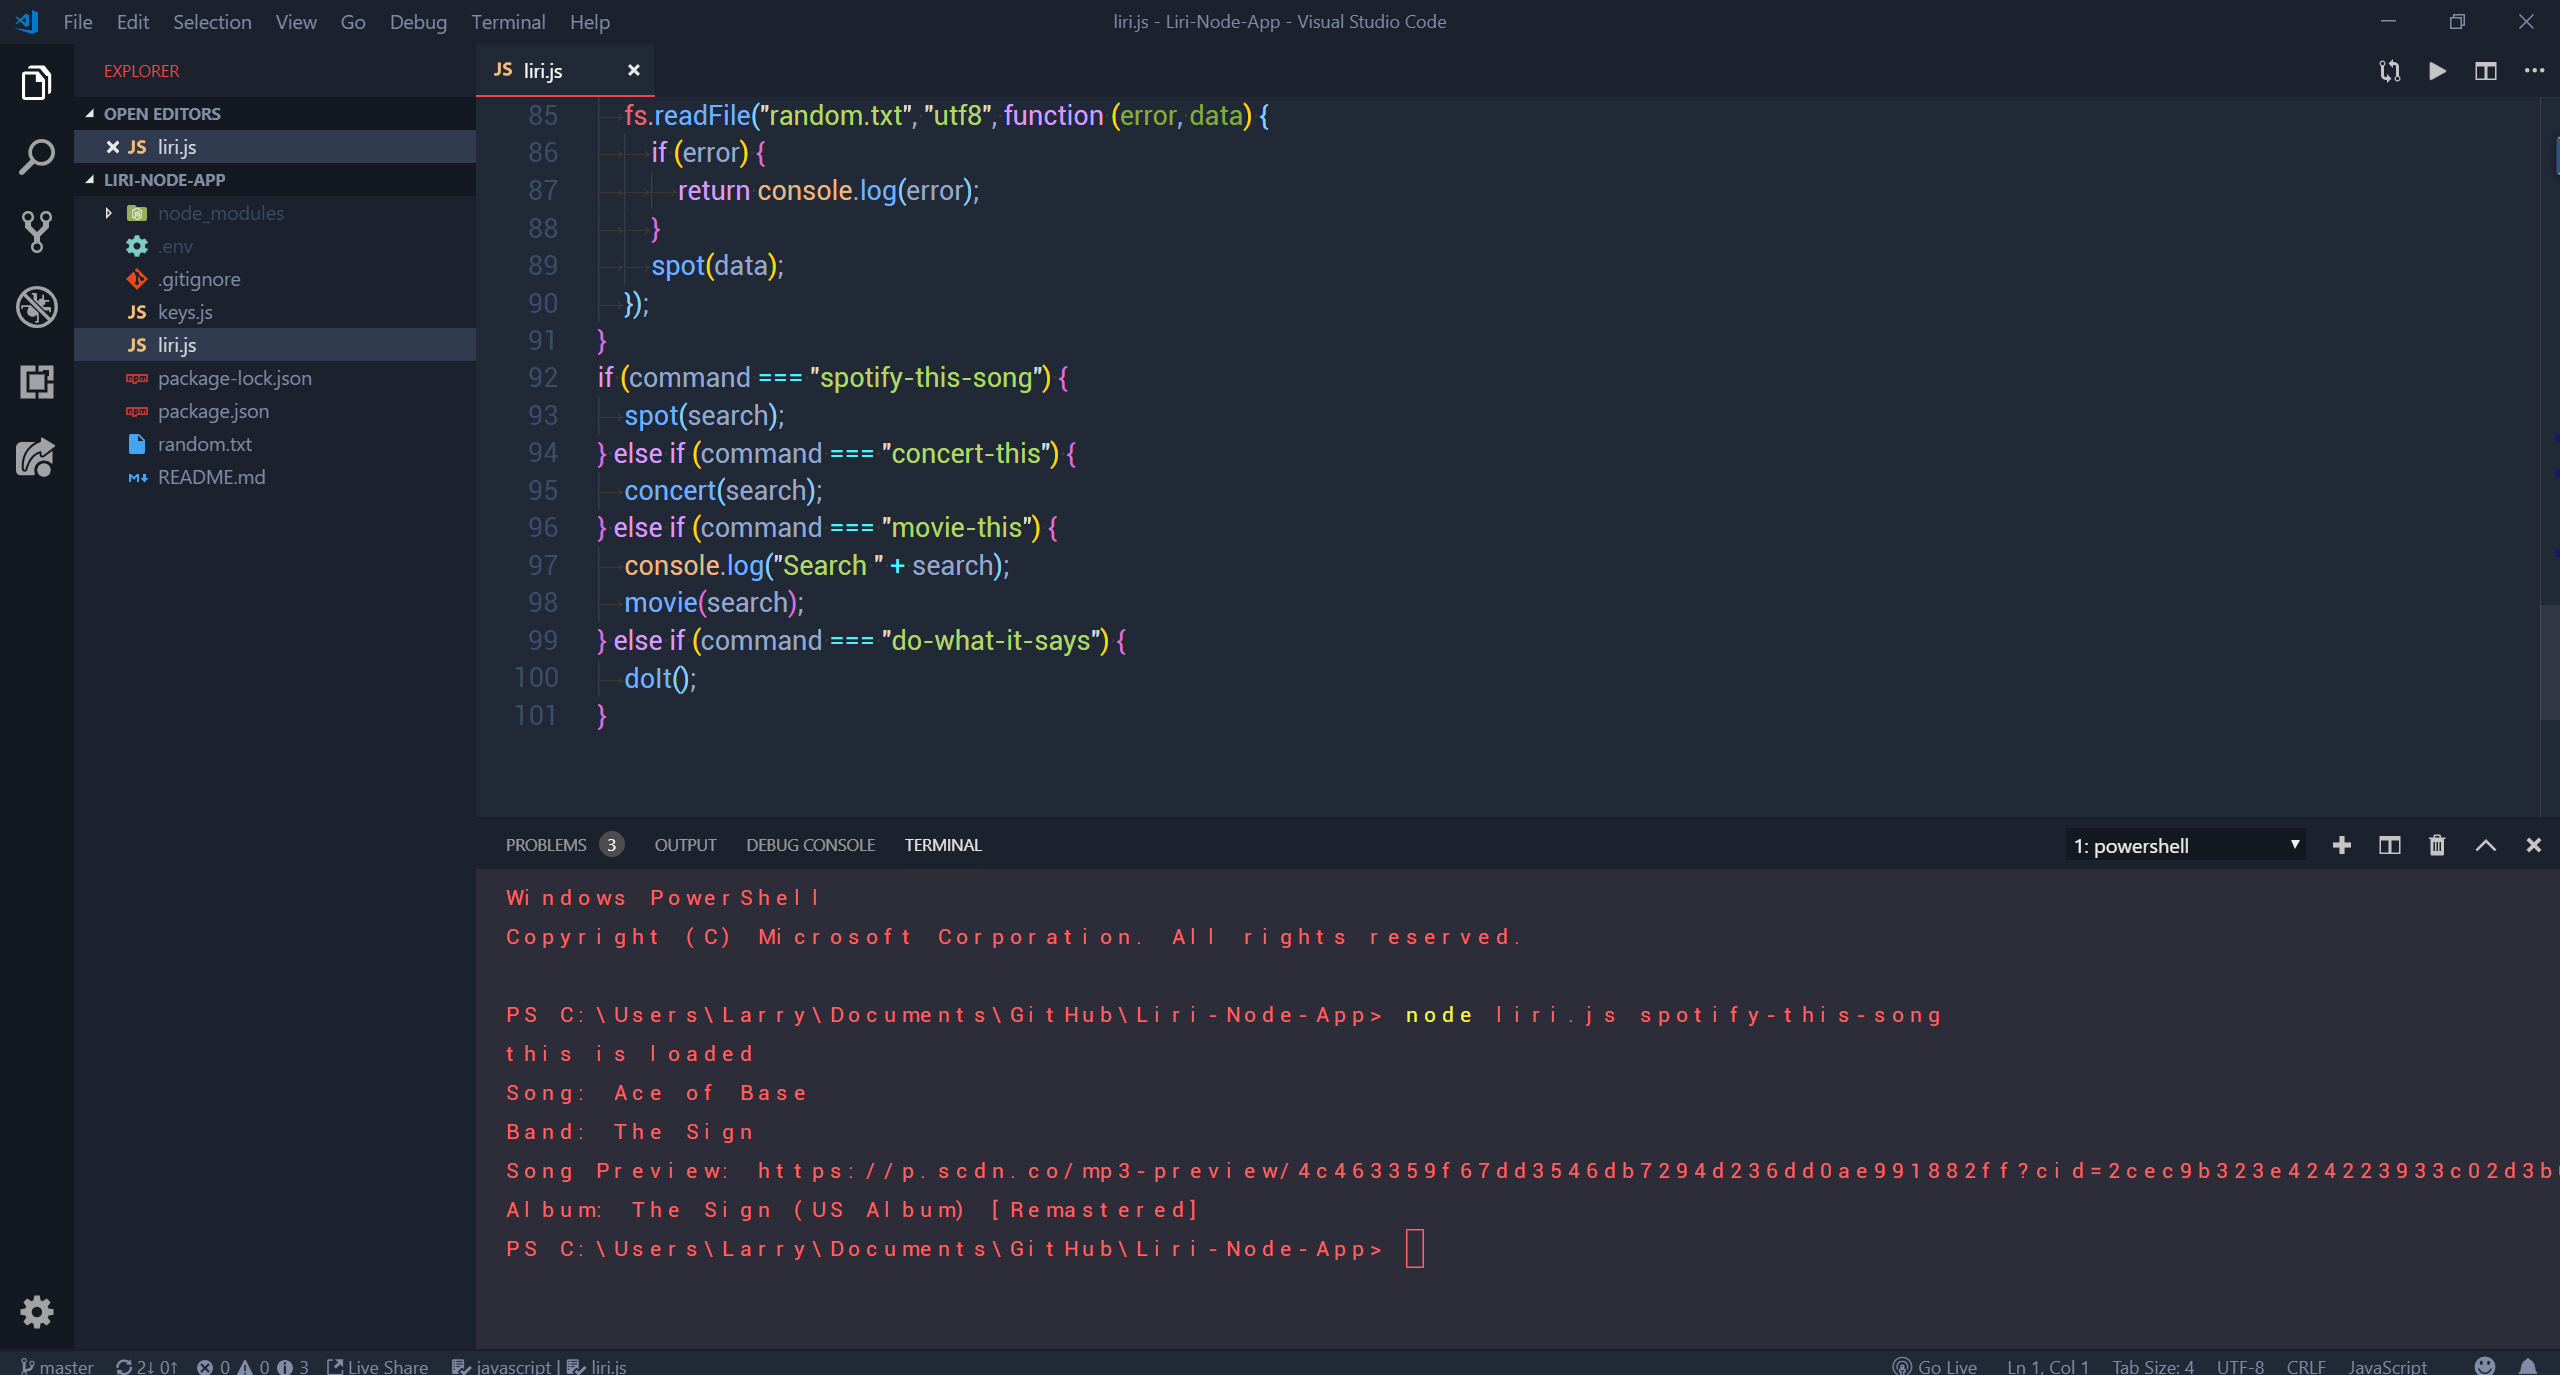 File Edit Selection View Go Debug Terminal Help
liri.js - Liri-Node-App - Visual Studio Code
EXPLORER
OPEN EDITORS
JS liri.js
LIRI-NODE-APP
node_modules
.env
.gitignore
JS keys.js
JS liri.js
package-lock.json
package.json
random.txt
README.md
JS liri.js
85 fs.readFile("random.txt", "utf8", function (error, data) {
86 if (error) {
87 return console.log(error);
88 }
89 spot(data);
90 });
91 }
92 if (command === "spotify-this-song") {
93 spot(search);
94 } else if (command === "concert-this") {
95 concert(search);
96 } else if (command === "movie-this") {
97 console.log("Search " + search);
98 movie(search);
99 } else if (command === "do-what-it-says") {
100 doIt();
101 }
PROBLEMS 3 OUTPUT DEBUG CONSOLE TERMINAL
1: powershell
Windows PowerShell
Copyright (C) Microsoft Corporation. All rights reserved.
PS C:\Users\Larry\Documents\GitHub\Liri-Node-App> node liri.js spotify-this-song
this is loaded
Song: Ace of Base
Band: The Sign
Song Preview: https://p.scdn.co/mp3-preview/4c463359f67dd3546db7294d236dd0ae991882ff?cid=2cec9b323e424223933c02d3b
Album: The Sign (US Album) [Remastered]
PS C:\Users\Larry\Documents\GitHub\Liri-Node-App>
master 2↓ 0↑ 0 0 3 Live Share javascript | liri.js
Go Live Ln 1, Col 1 Tab Size: 4 UTF-8 CRLF JavaScript